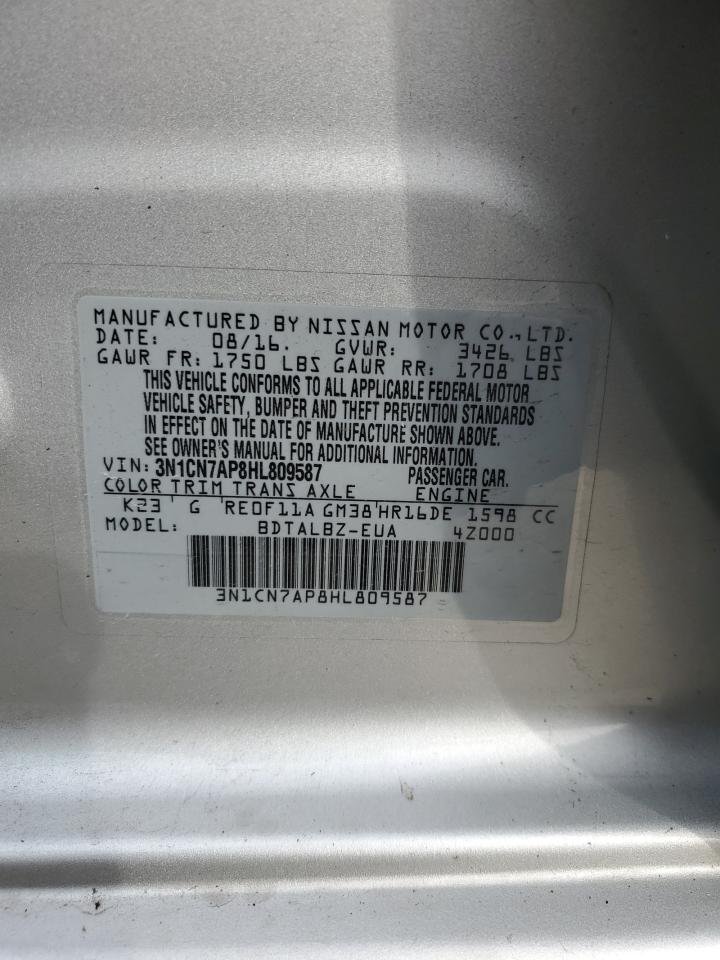 MANUFACTURED BY NISSAN MOTOR CO., LTD.
DATE: 08/16. GVWR: 3426 LBS
GAWR FR: 1750 LBS GAWR RR: 1708 LBS
THIS VEHICLE CONFORMS TO ALL APPLICABLE FEDERAL MOTOR
VEHICLE SAFETY, BUMPER AND THEFT PREVENTION STANDARDS
IN EFFECT ON THE DATE OF MANUFACTURE SHOWN ABOVE.
SEE OWNER'S MANUAL FOR ADDITIONAL INFORMATION.
VIN: 3N1CN7AP8HL809587 PASSENGER CAR.
COLOR TRIM TRANS AXLE ENGINE
K23 ' G 'RE0F11A GM38'HR16DE 1598 CC
MODEL: BDTALBZ-EUA 4Z000
3N1CN7AP8HL809587